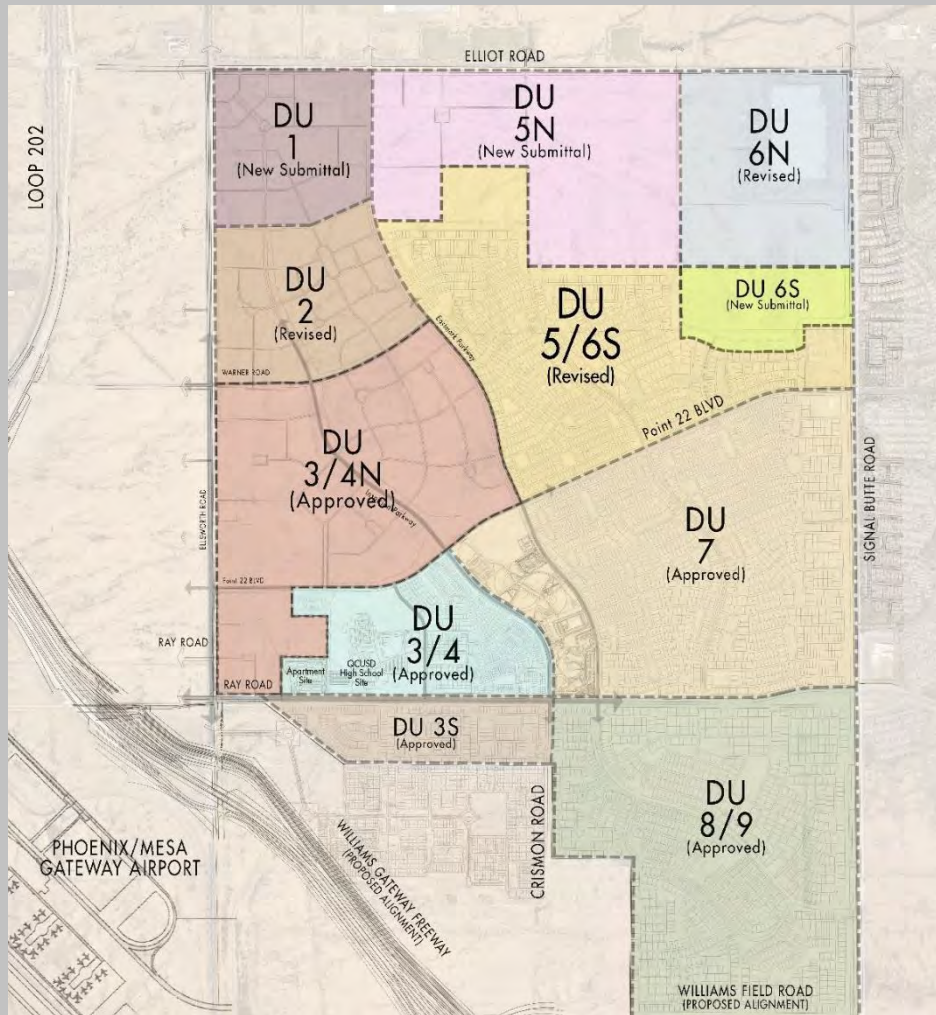 ELLIOT ROAD
LOOP 202
DU
1
(New Submittal)
DU
5N
(New Submittal)
DU
6N
(Revised)
DU
2
(Revised)
DU 6S
(New Submittal)
DU
5/6S
(Revised)
Eastmark Parkway
WARNER ROAD
Point 22 BLVD
DU
3/4N
(Approved)
Parkway
ELLSWORTH ROAD
SIGNAL BUTTE ROAD
DU
7
(Approved)
Point 22 BLVD
DU
3/4
(Approved)
RAY ROAD
Apartment
Site
QCUSD
High School
Site
RAY ROAD
DU 3S
(Approved)
DU
8/9
(Approved)
CRISMON ROAD
PHOENIX/MESA
GATEWAY AIRPORT
WILLIAMS GATEWAY FREEWAY
(PROPOSED ALIGNMENT)
WILLIAMS FIELD ROAD
(PROPOSED ALIGNMENT)